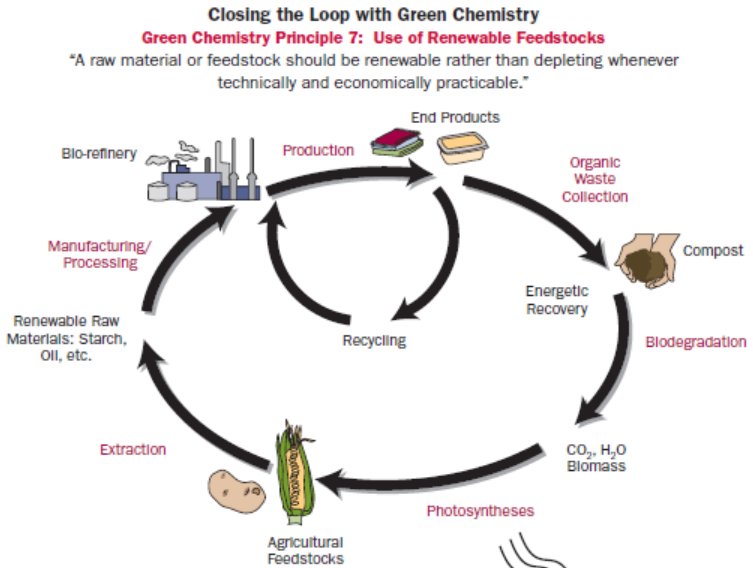 Closing the Loop with Green Chemistry
Green Chemistry Principle 7: Use of Renewable Feedstocks
“A raw material or feedstock should be renewable rather than depleting whenever
technically and economically practicable.”
End Products
Bio-refinery
Production
Organic
Waste
Collection
Manufacturing/
Processing
Compost
Energetic
Recovery
Renewable Raw
Materials: Starch,
Oil, etc.
Recycling
Biodegradation
Extraction
CO₂, H₂O
Biomass
Photosyntheses
Agricultural
Feedstocks